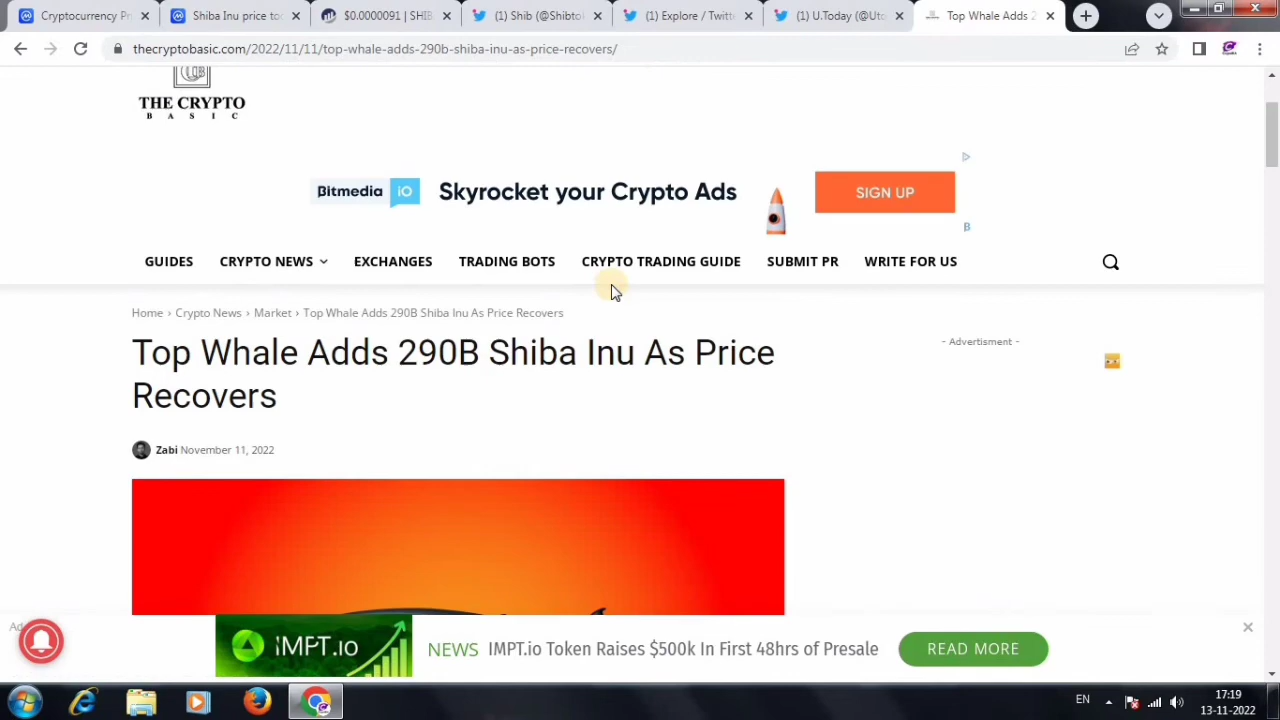 Cryptocurrency P
Shiba Inu price too
$0.0000091 | SHIB
Shib (@Shibto
(1) Explore / Twitt
(1) U.Today (@Uto
Top Whale Adds 2
thecryptobasic.com/2022/11/11/top-whale-adds-290b-shiba-inu-as-price-recovers/
THE CRYPTO
BASIC
Bitmedia IO
Skyrocket your Crypto Ads
SIGN UP
B
GUIDES CRYPTO NEWS EXCHANGES TRADING BOTS CRYPTO TRADING GUIDE SUBMIT PR WRITE FOR US
Home › Crypto News › Market › Top Whale Adds 290B Shiba Inu As Price Recovers
- Advertisment -
Top Whale Adds 290B Shiba Inu As Price
Recovers
Zabi November 11, 2022
IMPT.io
NEWS IMPT.io Token Raises $500k In First 48hrs of Presale
READ MORE
EN
17:19
13-11-2022